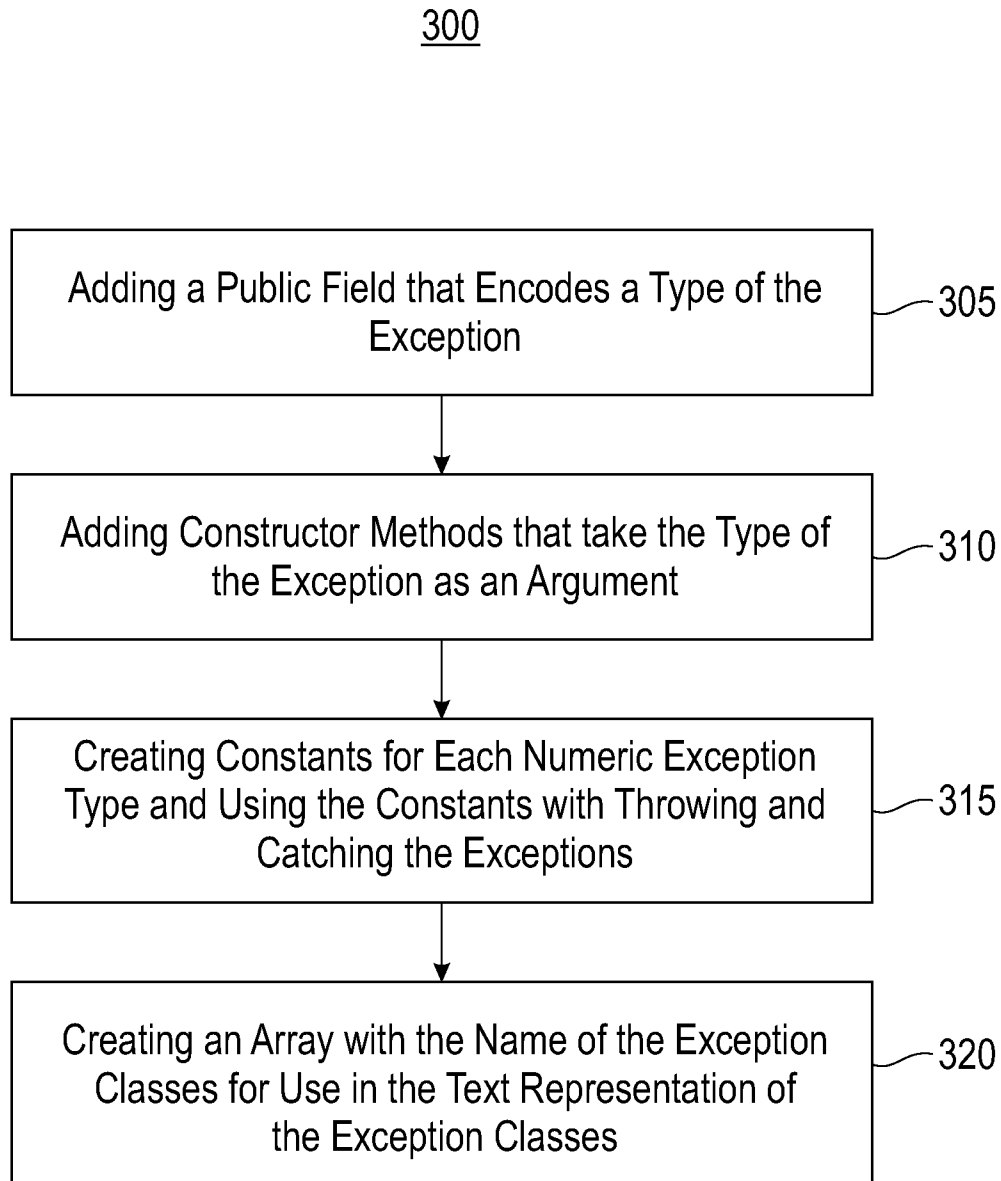 300
Adding a Public Field that Encodes a Type of the
Exception
305
Adding Constructor Methods that take the Type of
the Exception as an Argument
310
Creating Constants for Each Numeric Exception
Type and Using the Constants with Throwing and
Catching the Exceptions
315
Creating an Array with the Name of the Exception
Classes for Use in the Text Representation of
the Exception Classes
320